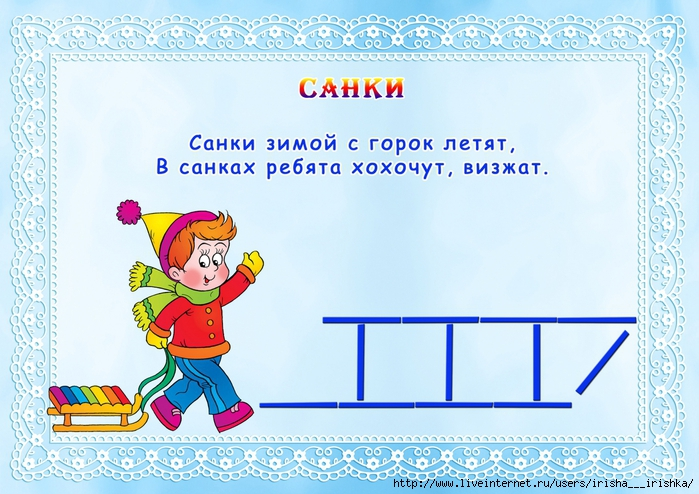 САНКИ
Санки зимой с горок летят,
В санках ребята хохочут, визжат.
http://www.liveinternet.ru/users/irisha___irishka/